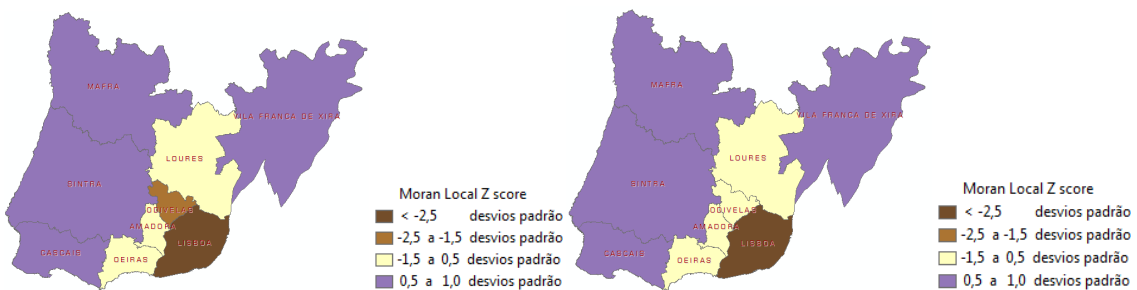 MAFRA
VILA FRANCA DE XIRA
LOURES
SINTRA
ODIVELAS
AMADORA
LISBOA
CASCAIS
OEIRAS
Moran Local Z score
< -2,5 desvios padrão
-2,5 a -1,5 desvios padrão
-1,5 a 0,5 desvios padrão
0,5 a 1,0 desvios padrão
MAFRA
VILA FRANCA DE XIRA
LOURES
SINTRA
ODIVELAS
AMADORA
LISBOA
CASCAIS
OEIRAS
Moran Local Z score
< -2,5 desvios padrão
-2,5 a -1,5 desvios padrão
-1,5 a 0,5 desvios padrão
0,5 a 1,0 desvios padrão